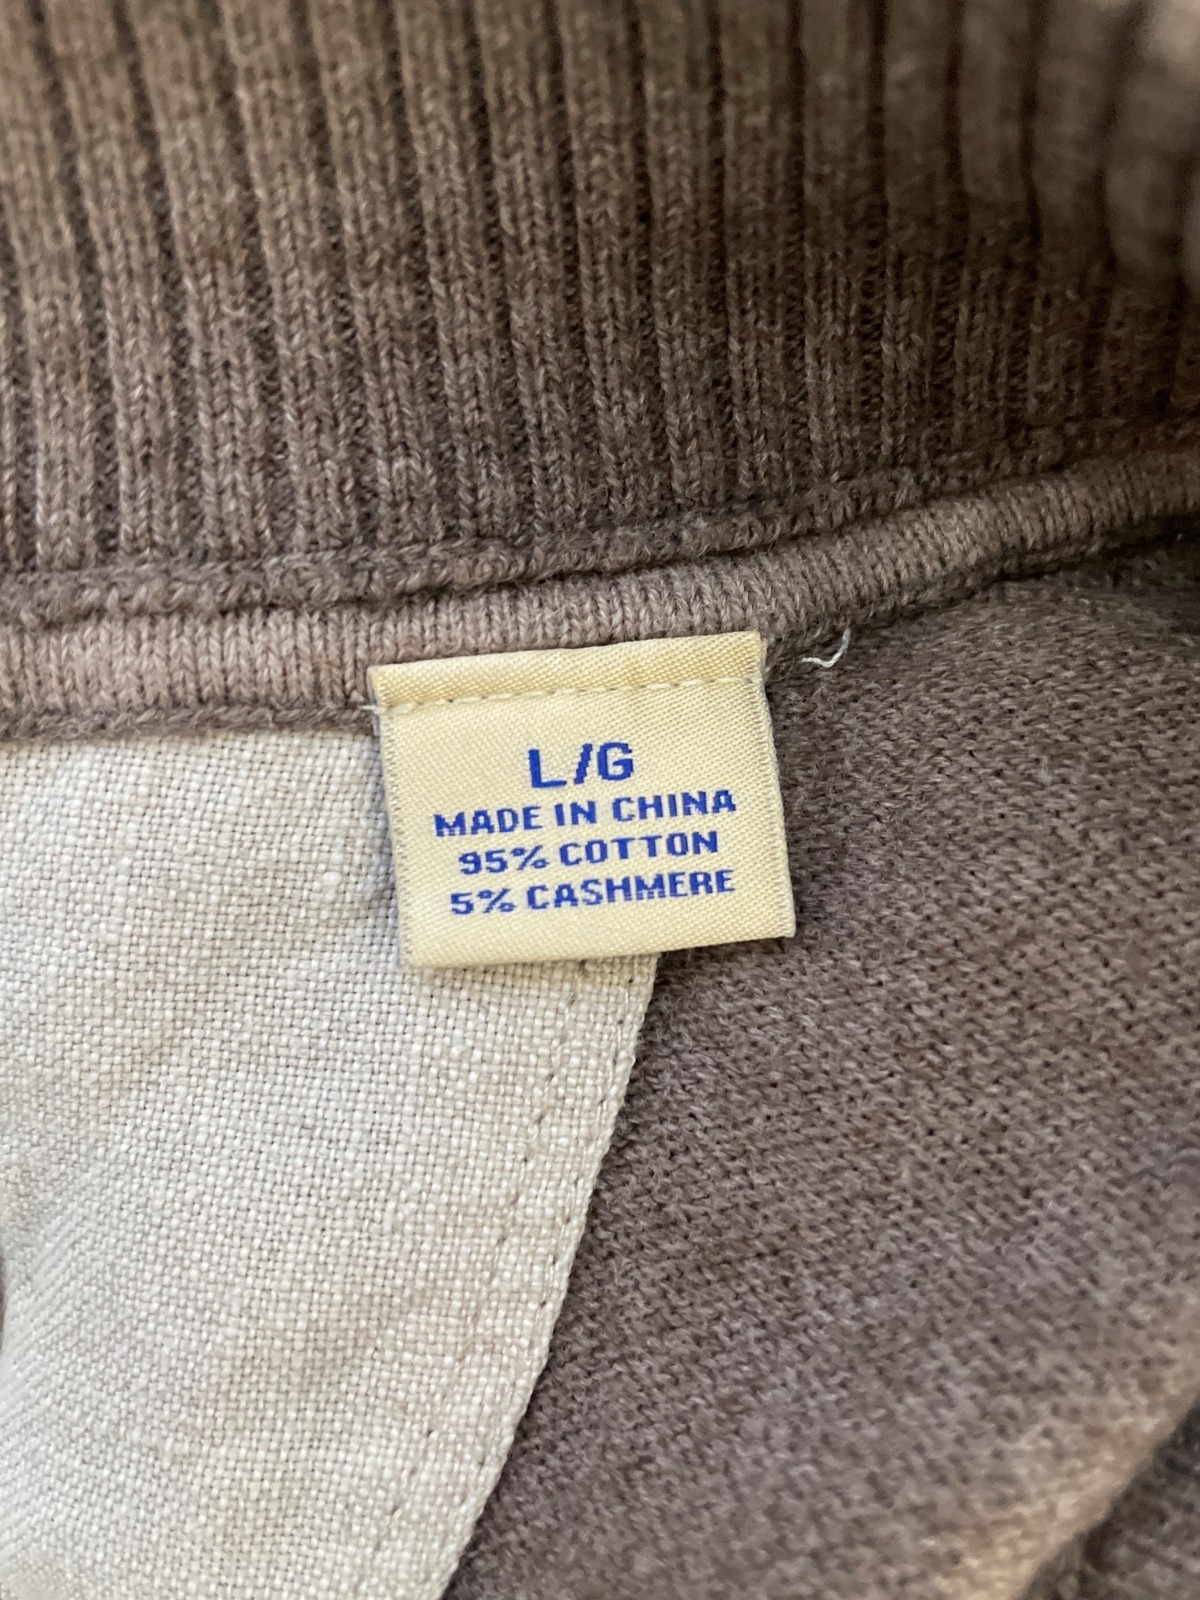 L/G
MADE IN CHINA
95% COTTON
5% CASHMERE